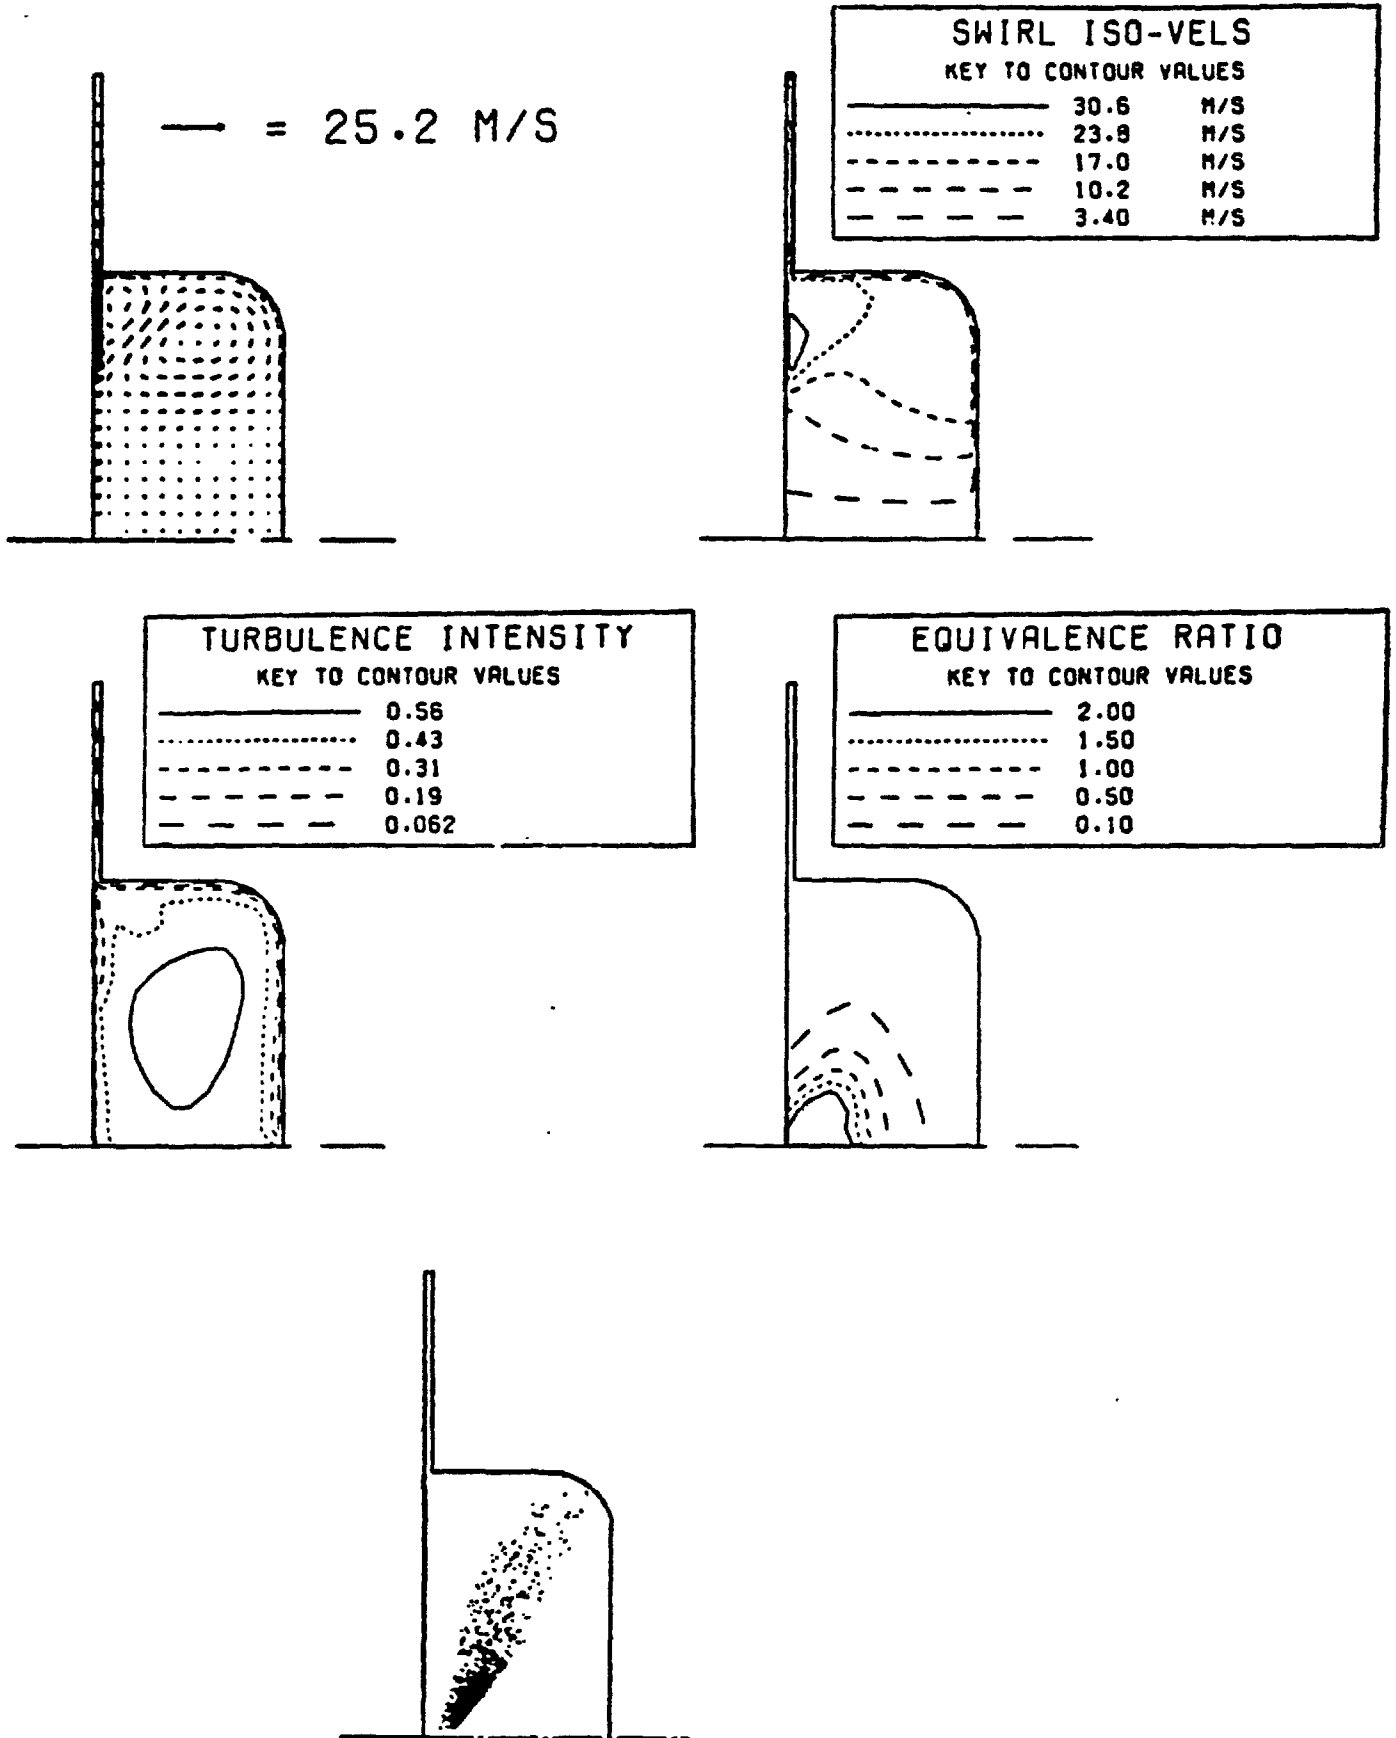 = 25.2 M/S
SWIRL ISO-VELS
KEY TO CONTOUR VALUES
30.6 M/S
23.8 M/S
17.0 M/S
10.2 M/S
3.40 M/S
TURBULENCE INTENSITY
KEY TO CONTOUR VALUES
0.56
0.43
0.31
0.19
0.062
EQUIVALENCE RATIO
KEY TO CONTOUR VALUES
2.00
1.50
1.00
0.50
0.10